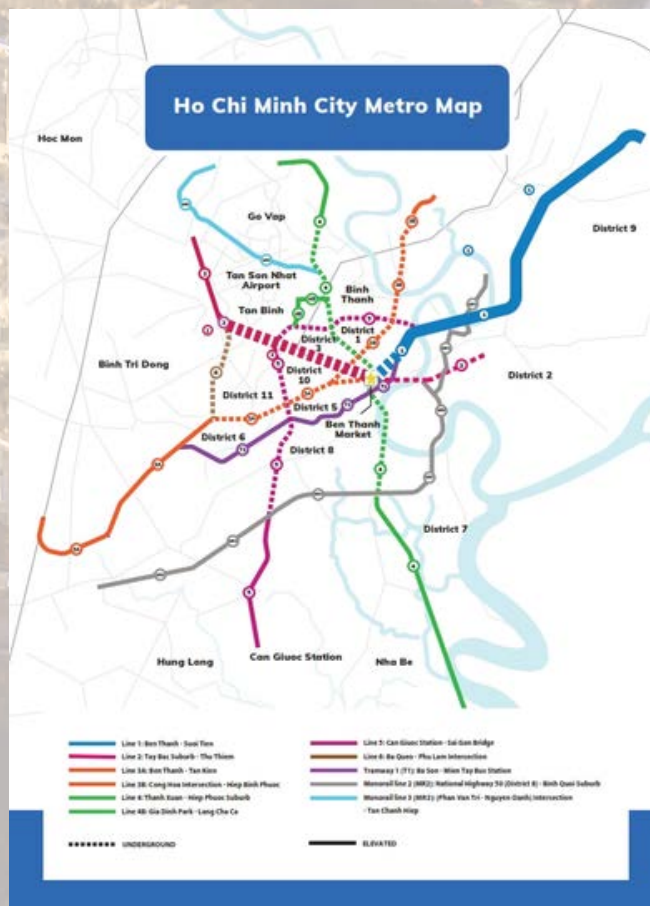 Ho Chi Minh City Metro Map
Hoc Mon
Go Vap
District 9
Tan Son Nhat
Airport
Binh
Thanh
Tan Binh
District
1
District
3
Binh Tri Dong
District
10
District 2
District 11
District 5
Ben Thanh
Market
District 6
District 8
District 7
Hung Long
Can Giuoc Station
Nha Be
Line 1: Ben Thanh - Suoi Tien
Line 2: Tay Bac Suburb - Thu Thiem
Line 3A: Ben Thanh - Tan Kien
Line 3B: Cong Hoa Intersection - Hiep Binh Phuoc
Line 4: Thanh Xuan - Hiep Phuoc Suburb
Line 4B: Gia Dinh Park - Lang Cha Ca
Line 5: Can Giuoc Station - Sai Gon Bridge
Line 6: Ba Queo - Phu Lam Intersection
Tramway 1 (T1): Ba Son - Mien Tay Bus Station
Monorail line 2 (MR2): National Highway 50 (District 8) - Binh Quoi Suburb
Monorail line 3 (MR3): (Phan Van Tri - Nguyen Oanh) Intersection
- Tan Chanh Hiep
UNDERGROUND
ELEVATED